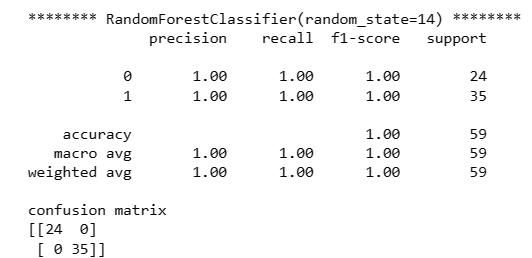 ******** RandomForestClassifier(random_state=14) ********
precision recall f1-score support
0 1.00 1.00 1.00 24
1 1.00 1.00 1.00 35
accuracy 1.00 59
macro avg 1.00 1.00 1.00 59
weighted avg 1.00 1.00 1.00 59
confusion matrix
[[24 0]
[ 0 35]]